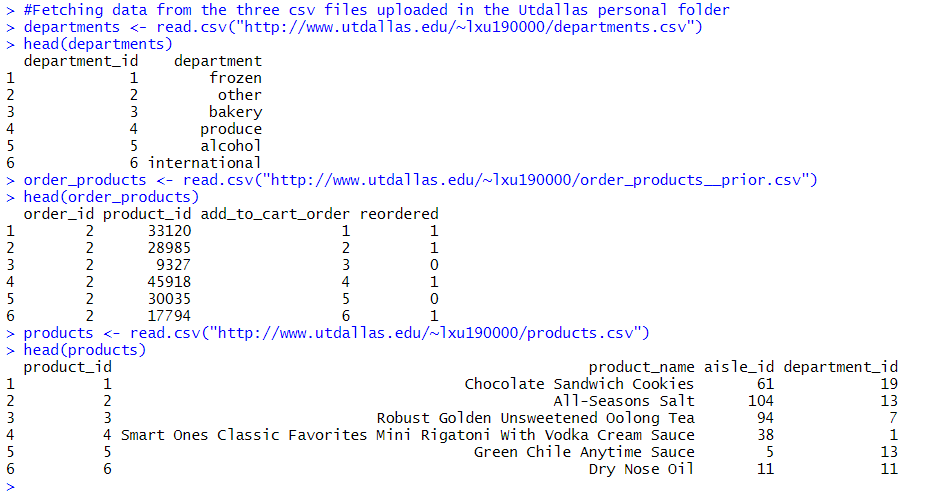 > #Fetching data from the three csv files uploaded in the Utdallas personal folder
> departments <- read.csv("http://www.utdallas.edu/~lxu190000/departments.csv")
> head(departments)
  department_id    department
1             1        frozen
2             2         other
3             3        bakery
4             4       produce
5             5       alcohol
6             6 international
> order_products <- read.csv("http://www.utdallas.edu/~lxu190000/order_products__prior.csv")
> head(order_products)
  order_id product_id add_to_cart_order reordered
1        2      33120                 1         1
2        2      28985                 2         1
3        2       9327                 3         0
4        2      45918                 4         1
5        2      30035                 5         0
6        2      17794                 6         1
> products <- read.csv("http://www.utdallas.edu/~lxu190000/products.csv")
> head(products)
  product_id                                                      product_name aisle_id department_id
1          1                                        Chocolate Sandwich Cookies       61            19
2          2                                                  All-Seasons Salt      104            13
3          3                              Robust Golden Unsweetened Oolong Tea       94             7
4          4 Smart Ones Classic Favorites Mini Rigatoni With Vodka Cream Sauce       38             1
5          5                                         Green Chile Anytime Sauce        5            13
6          6                                                      Dry Nose Oil       11            11
>